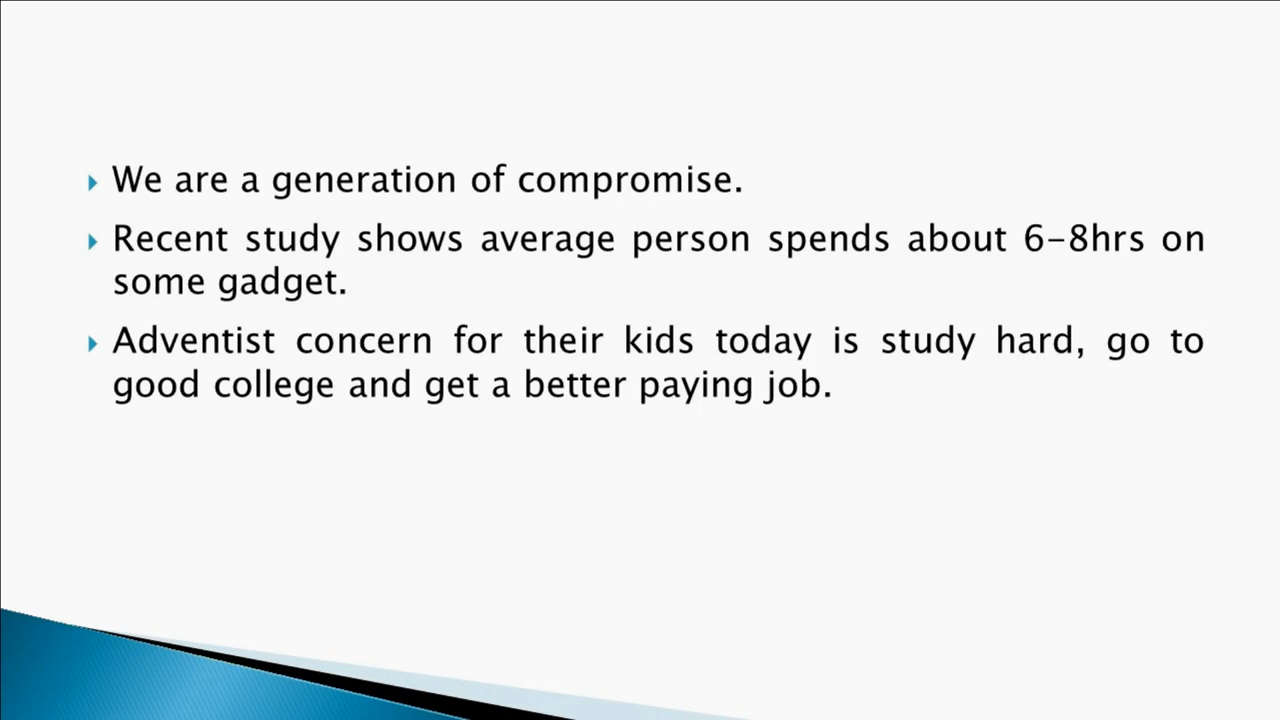 We are a generation of compromise.
Recent study shows average person spends about 6-8hrs on
some gadget.
Adventist concern for their kids today is study hard, go to
good college and get a better paying job.